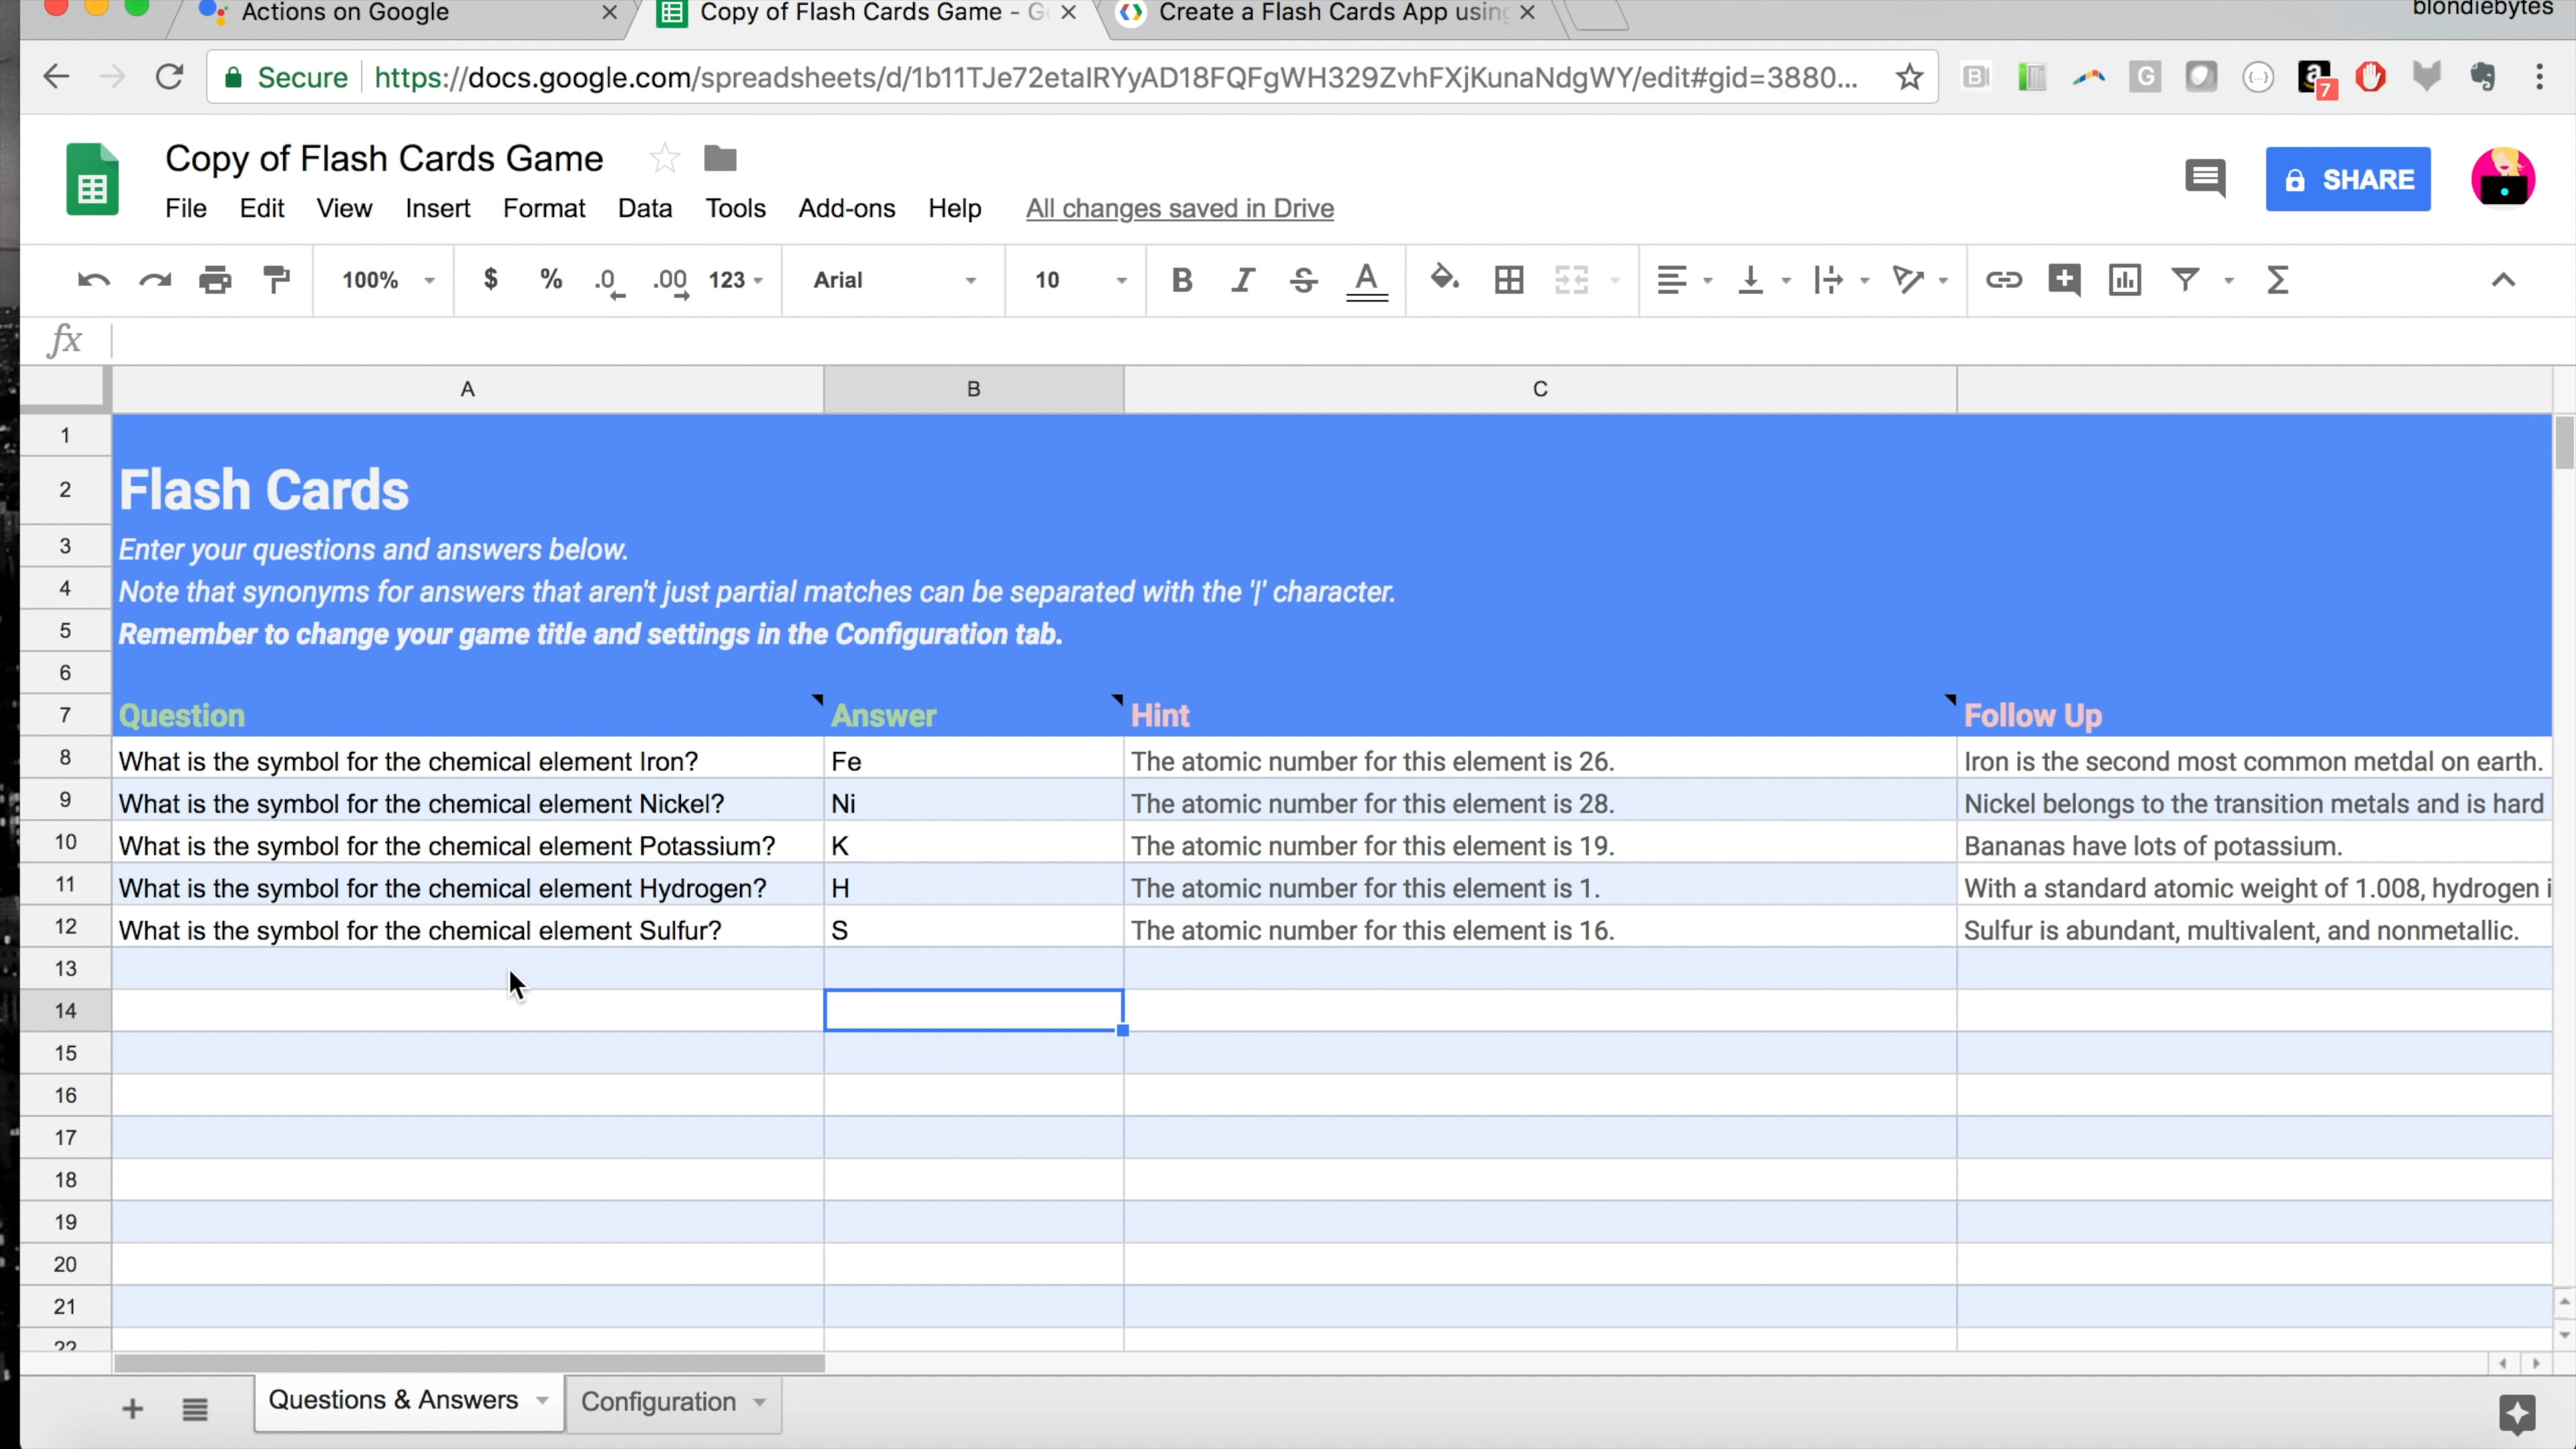 blondiebytes
Actions on Google
Copy of Flash Cards Game - G
Create a Flash Cards App using
Secure https://docs.google.com/spreadsheets/d/1b11TJe72etaIRYyAD18FQFgWH329ZvhFXjKunaNdgWY/edit#gid=3880...
7
Copy of Flash Cards Game
SHARE
File Edit View Insert Format Data Tools Add-ons Help All changes saved in Drive
100% $ % .0 .00 123 Arial 10 B I S A
fx
A B C
1
2 Flash Cards
3 Enter your questions and answers below.
4 Note that synonyms for answers that aren't just partial matches can be separated with the '|' character.
5 Remember to change your game title and settings in the Configuration tab.
6
7 Question Answer Hint Follow Up
8 What is the symbol for the chemical element Iron? Fe The atomic number for this element is 26. Iron is the second most common metdal on earth.
9 What is the symbol for the chemical element Nickel? Ni The atomic number for this element is 28. Nickel belongs to the transition metals and is hard
10 What is the symbol for the chemical element Potassium? K The atomic number for this element is 19. Bananas have lots of potassium.
11 What is the symbol for the chemical element Hydrogen? H The atomic number for this element is 1. With a standard atomic weight of 1.008, hydrogen i
12 What is the symbol for the chemical element Sulfur? S The atomic number for this element is 16. Sulfur is abundant, multivalent, and nonmetallic.
13
14
15
16
17
18
19
20
21
22
Questions & Answers Configuration